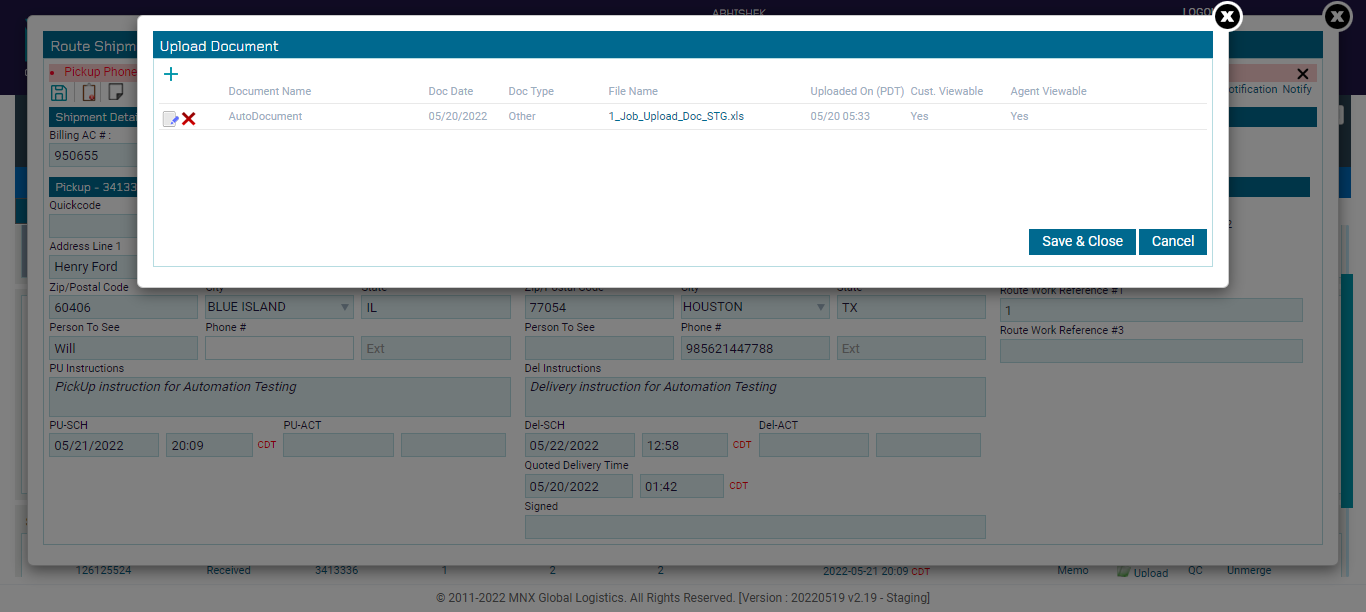 ABHISHEK
Upload Document
Document Name Doc Date Doc Type File Name Uploaded On (PDT) Cust. Viewable Agent Viewable
AutoDocument 05/20/2022 Other 1_Job_Upload_Doc_STG.xls 05/20 05:33 Yes Yes
Save & Close Cancel
Route Shipm
Pickup Phone
otification Notify
Shipment Detai
Billing AC # :
950655
Pickup - 34133
Quickcode
Address Line 1
Henry Ford
Zip/Postal Code
60406 BLUE ISLAND IL 77054 HOUSTON TX
Route Work Reference #1
1
Person To See Phone # Person To See Phone # Route Work Reference #3
Will Ext 985621447788 Ext
PU Instructions Del Instructions
PickUp instruction for Automation Testing Delivery instruction for Automation Testing
PU-SCH PU-ACT Del-SCH Del-ACT
05/21/2022 20:09 CDT 05/22/2022 12:58 CDT
Quoted Delivery Time
05/20/2022 01:42 CDT
Signed
126125524 Received 3413336 1 2 2 2022-05-21 20:09 CDT Memo Upload QC Unmerge
© 2011-2022 MNX Global Logistics. All Rights Reserved. [Version : 20220519 v2.19 - Staging]